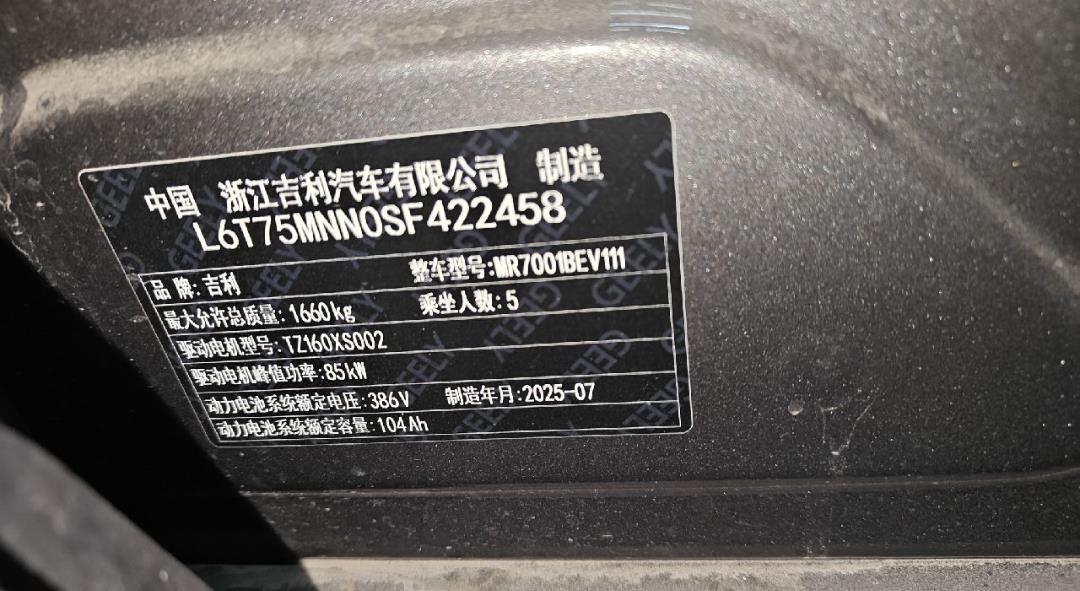 中国 浙江吉利汽车有限公司 制造
L6T75MNN0SF422458
品牌:吉利 整车型号:MR7001BEV111
最大允许总质量:1660kg 乘坐人数:5
驱动电机型号:TZ160XS002
驱动电机峰值功率:85kW
动力电池系统额定电压:386V 制造年月:2025-07
动力电池系统额定容量:104Ah